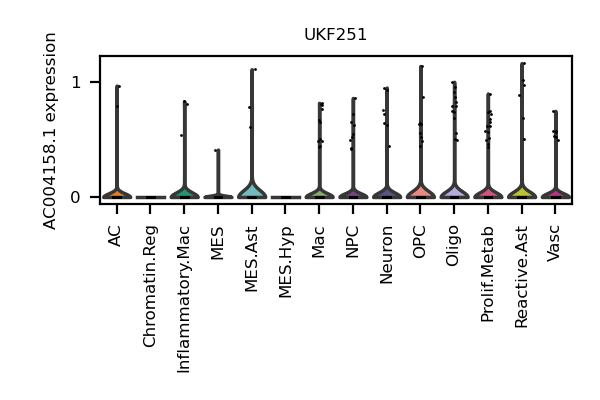 UKF251
AC004158.1 expression
1
0
AC
Chromatin.Reg
Inflammatory.Mac
MES
MES.Ast
MES.Hyp
Mac
NPC
Neuron
OPC
Oligo
Prolif.Metab
Reactive.Ast
Vasc